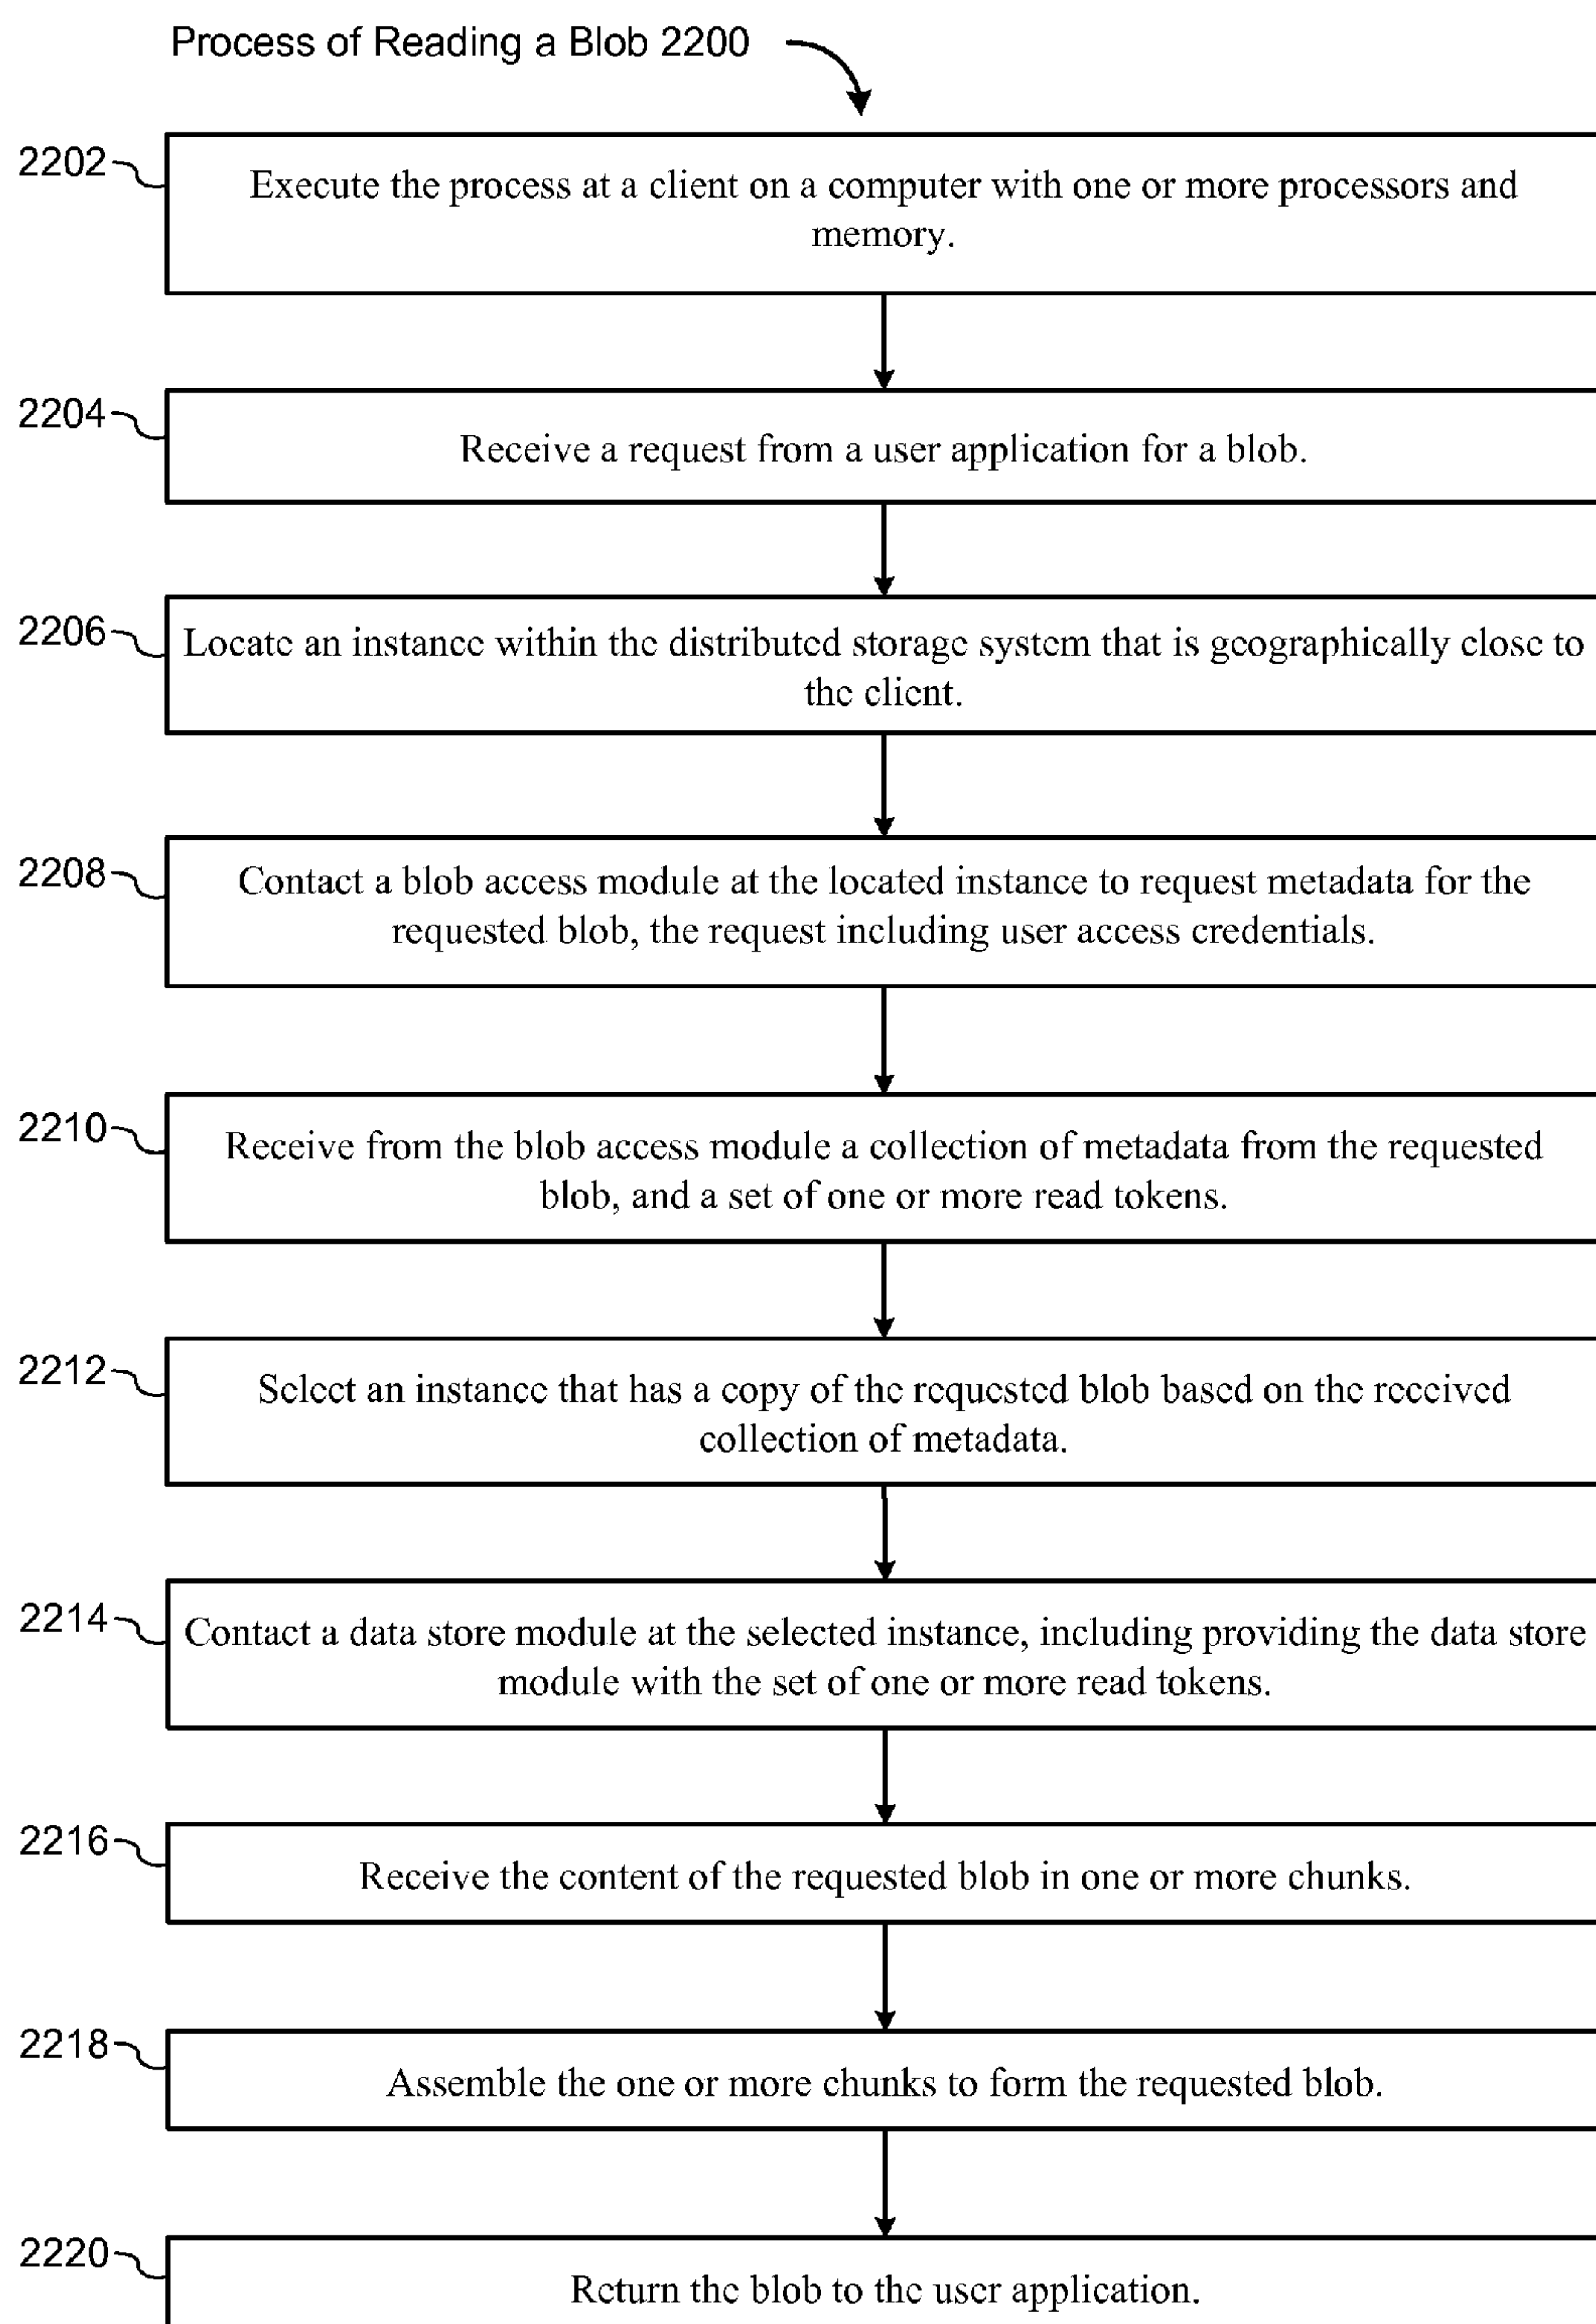 Process of Reading a Blob 2200
2202
Execute the process at a client on a computer with one or more processors and
memory.
2204
Receive a request from a user application for a blob.
2206
Locate an instance within the distributed storage system that is geographically close to
the client.
2208
Contact a blob access module at the located instance to request metadata for the
requested blob, the request including user access credentials.
2210
Receive from the blob access module a collection of metadata from the requested
blob, and a set of one or more read tokens.
2212
Select an instance that has a copy of the requested blob based on the received
collection of metadata.
2214
Contact a data store module at the selected instance, including providing the data store
module with the set of one or more read tokens.
2216
Receive the content of the requested blob in one or more chunks.
2218
Assemble the one or more chunks to form the requested blob.
2220
Return the blob to the user application.